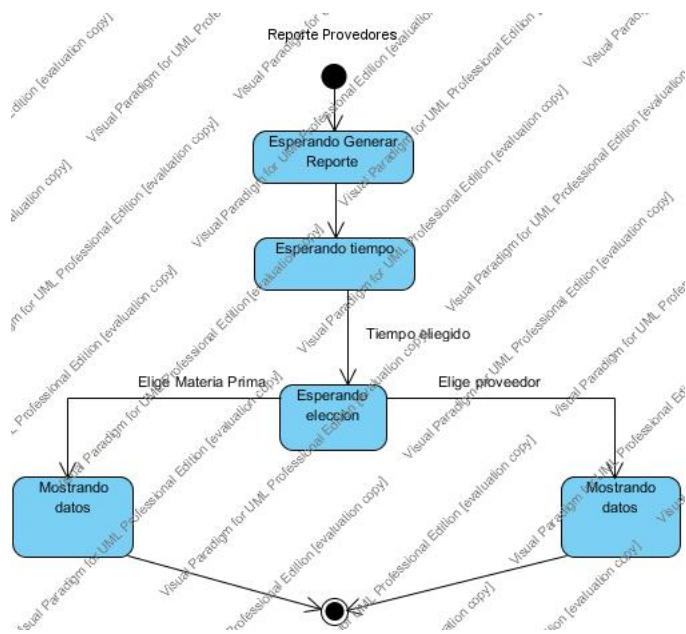 Reporte Provedores
Esperando Generar
Reporte
Esperando tiempo
Tiempo eliegido
Elige Materia Prima
Elige proveedor
Esperando
elección
Mostrando
datos
Mostrando
datos
Visual Paradigm for UML Professional Edition [evaluation copy]